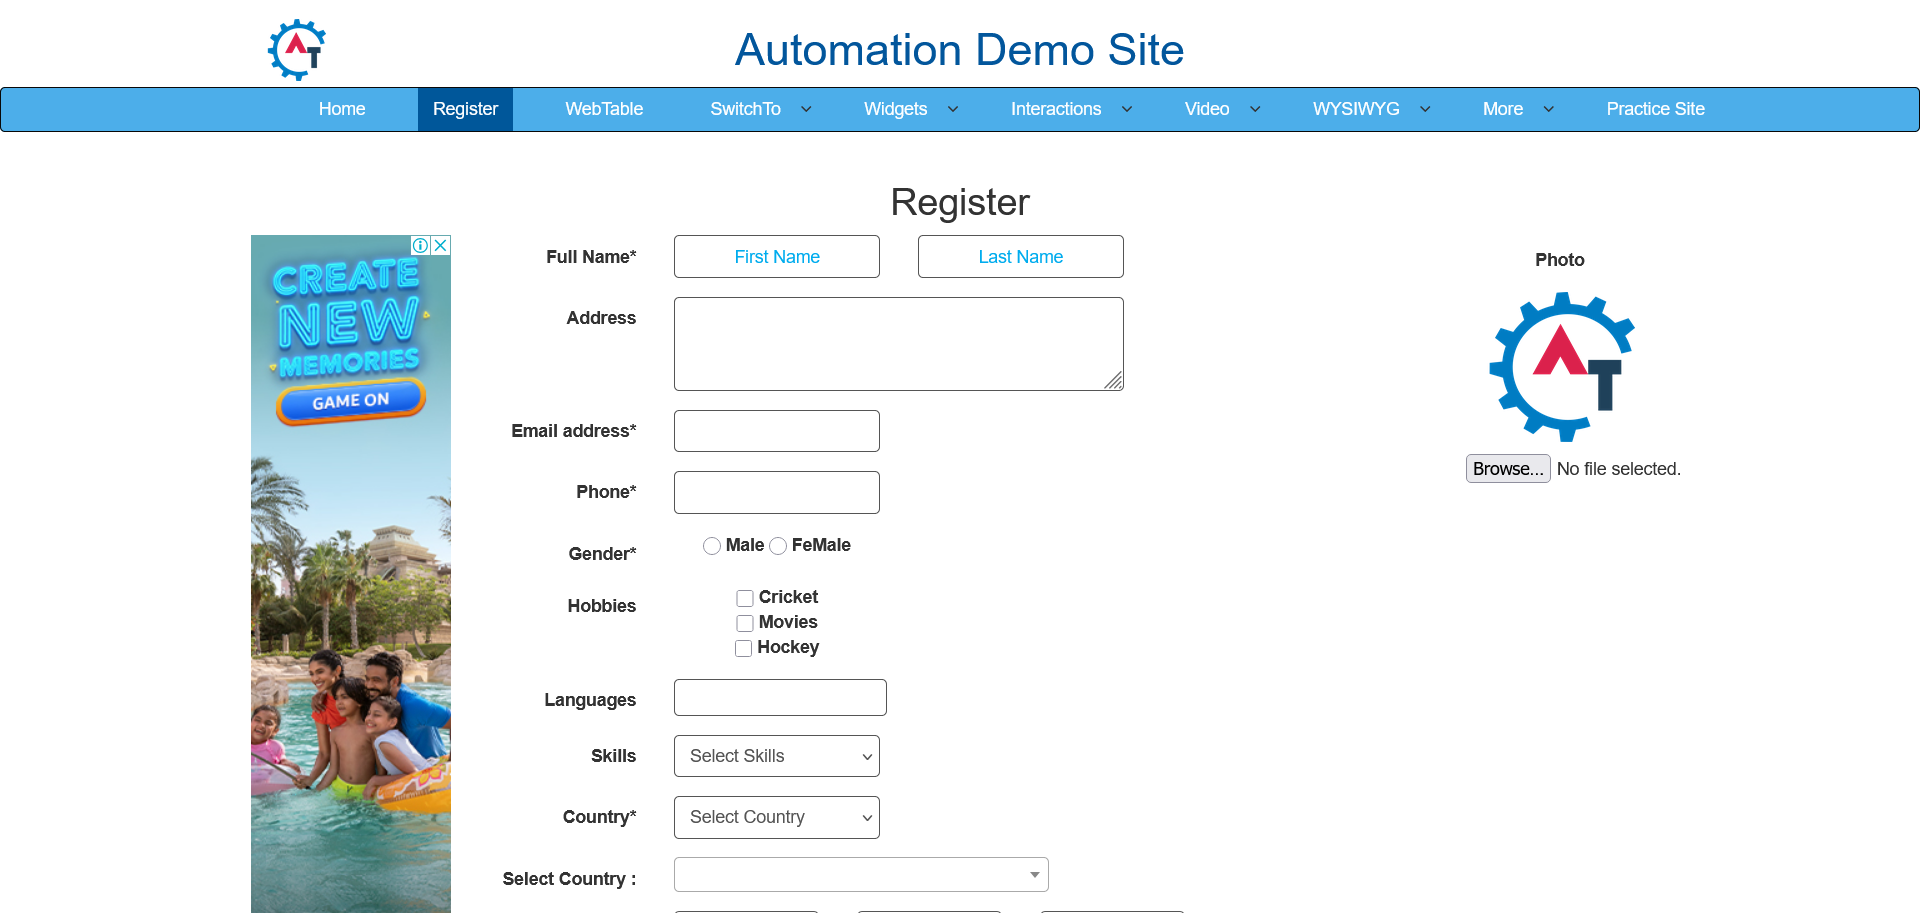 AT
Automation Demo Site
Home Register WebTable SwitchTo Widgets Interactions Video WYSIWYG More Practice Site
Register
CREATE
NEW
MEMORIES
GAME ON
Full Name* First Name Last Name
Address
Email address*
Phone*
Gender* Male FeMale
Hobbies Cricket
Movies
Hockey
Languages
Skills Select Skills
Country* Select Country
Select Country :
Photo
AT
Browse... No file selected.